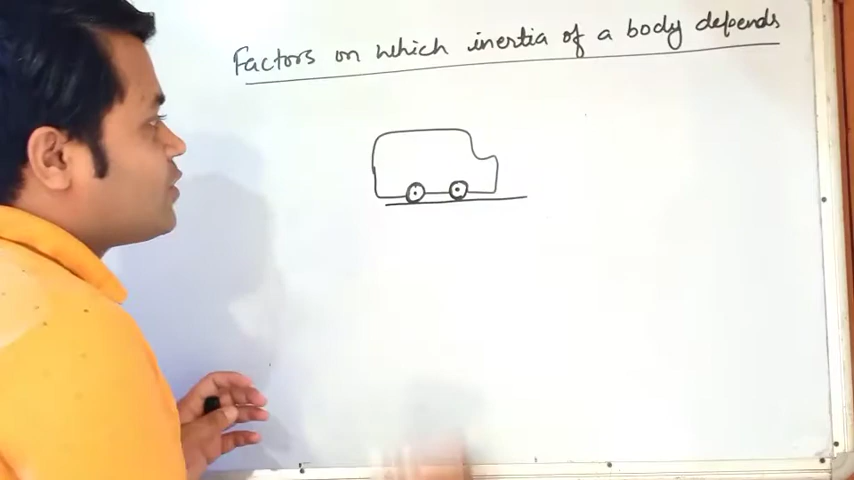 Factors on which inertia of a body depends